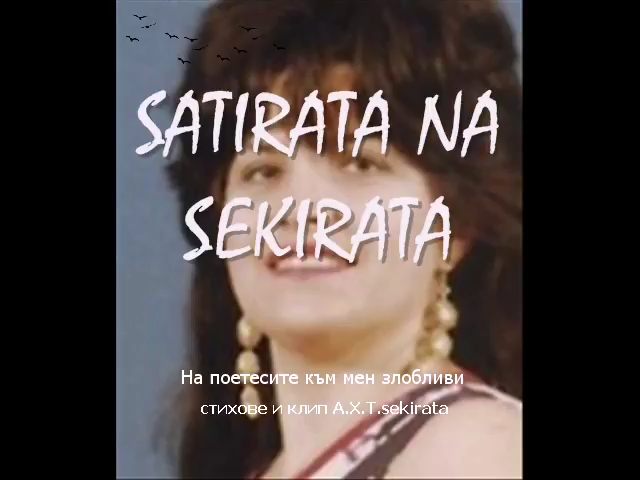 SATIRATA NA
SEKIRATA
На поетесите към мен злобливи
стихове и клип А.Х.Т.sekirata